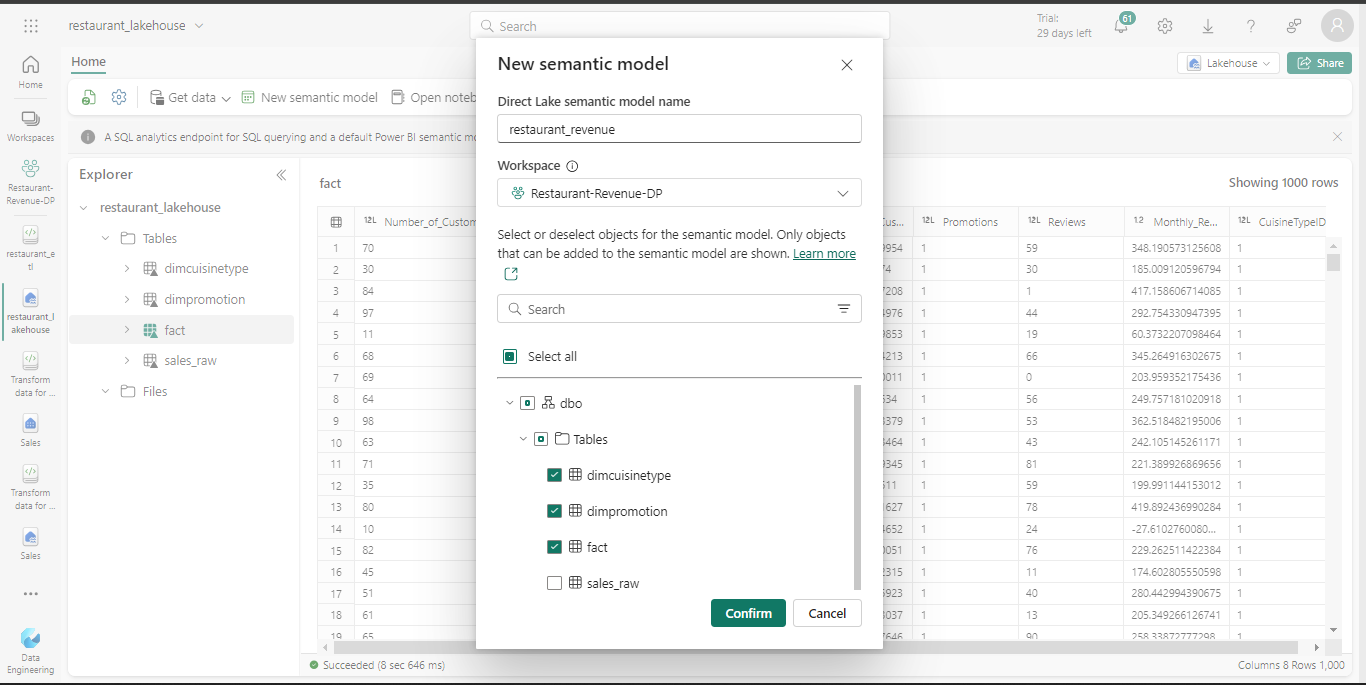 restaurant_lakehouse
Search
Trial:
29 days left
61
Home
Workspaces
Restaurant-
Revenue-DP
restaurant_e
tl
restaurant_l
akehouse
Transform
data for ...
Sales
Transform
data for ...
Sales
Data
Engineering
Home
Lakehouse
Share
Get data
New semantic model
Open noteb
A SQL analytics endpoint for SQL querying and a default Power BI semantic mo
Explorer
restaurant_lakehouse
Tables
dimcuisinetype
dimpromotion
fact
sales_raw
Files
fact
Showing 1000 rows
12L Number_of_Custom
1 70
2 30
3 84
4 97
5 11
6 68
7 69
8 64
9 98
10 63
11 71
12 35
13 80
14 10
15 82
16 45
17 51
18 61
19 65
New semantic model
Direct Lake semantic model name
restaurant_revenue
Workspace
Restaurant-Revenue-DP
Select or deselect objects for the semantic model. Only objects
that can be added to the semantic model are shown. Learn more
Search
Select all
dbo
Tables
dimcuisinetype
dimpromotion
fact
sales_raw
Confirm
Cancel
Cus... 12L Promotions 12L Reviews 1.2 Monthly_Re... 12L CuisineTypeID
9954 1 59 348.190573125608 1
74 1 30 185.009120596794 1
7208 1 1 417.158606714085 1
4976 1 44 292.754330947395 1
9853 1 19 60.3732207098464 1
4213 1 66 345.264916302675 1
0011 1 0 203.959352175436 1
534 1 56 249.757181020918 1
3379 1 53 362.518482195006 1
3464 1 43 242.105145261171 1
9345 1 81 221.389926869656 1
511 1 59 199.991144153012 1
1627 1 78 419.892436990284 1
4652 1 24 -27.6102760080... 1
0051 1 76 229.262511422384 1
2315 1 11 174.602805550598 1
5923 1 40 280.442994390675 1
3037 1 13 205.349266126741 1
7646 1 90 258.33872777298 1
Succeeded (8 sec 646 ms)
Columns 8 Rows 1,000